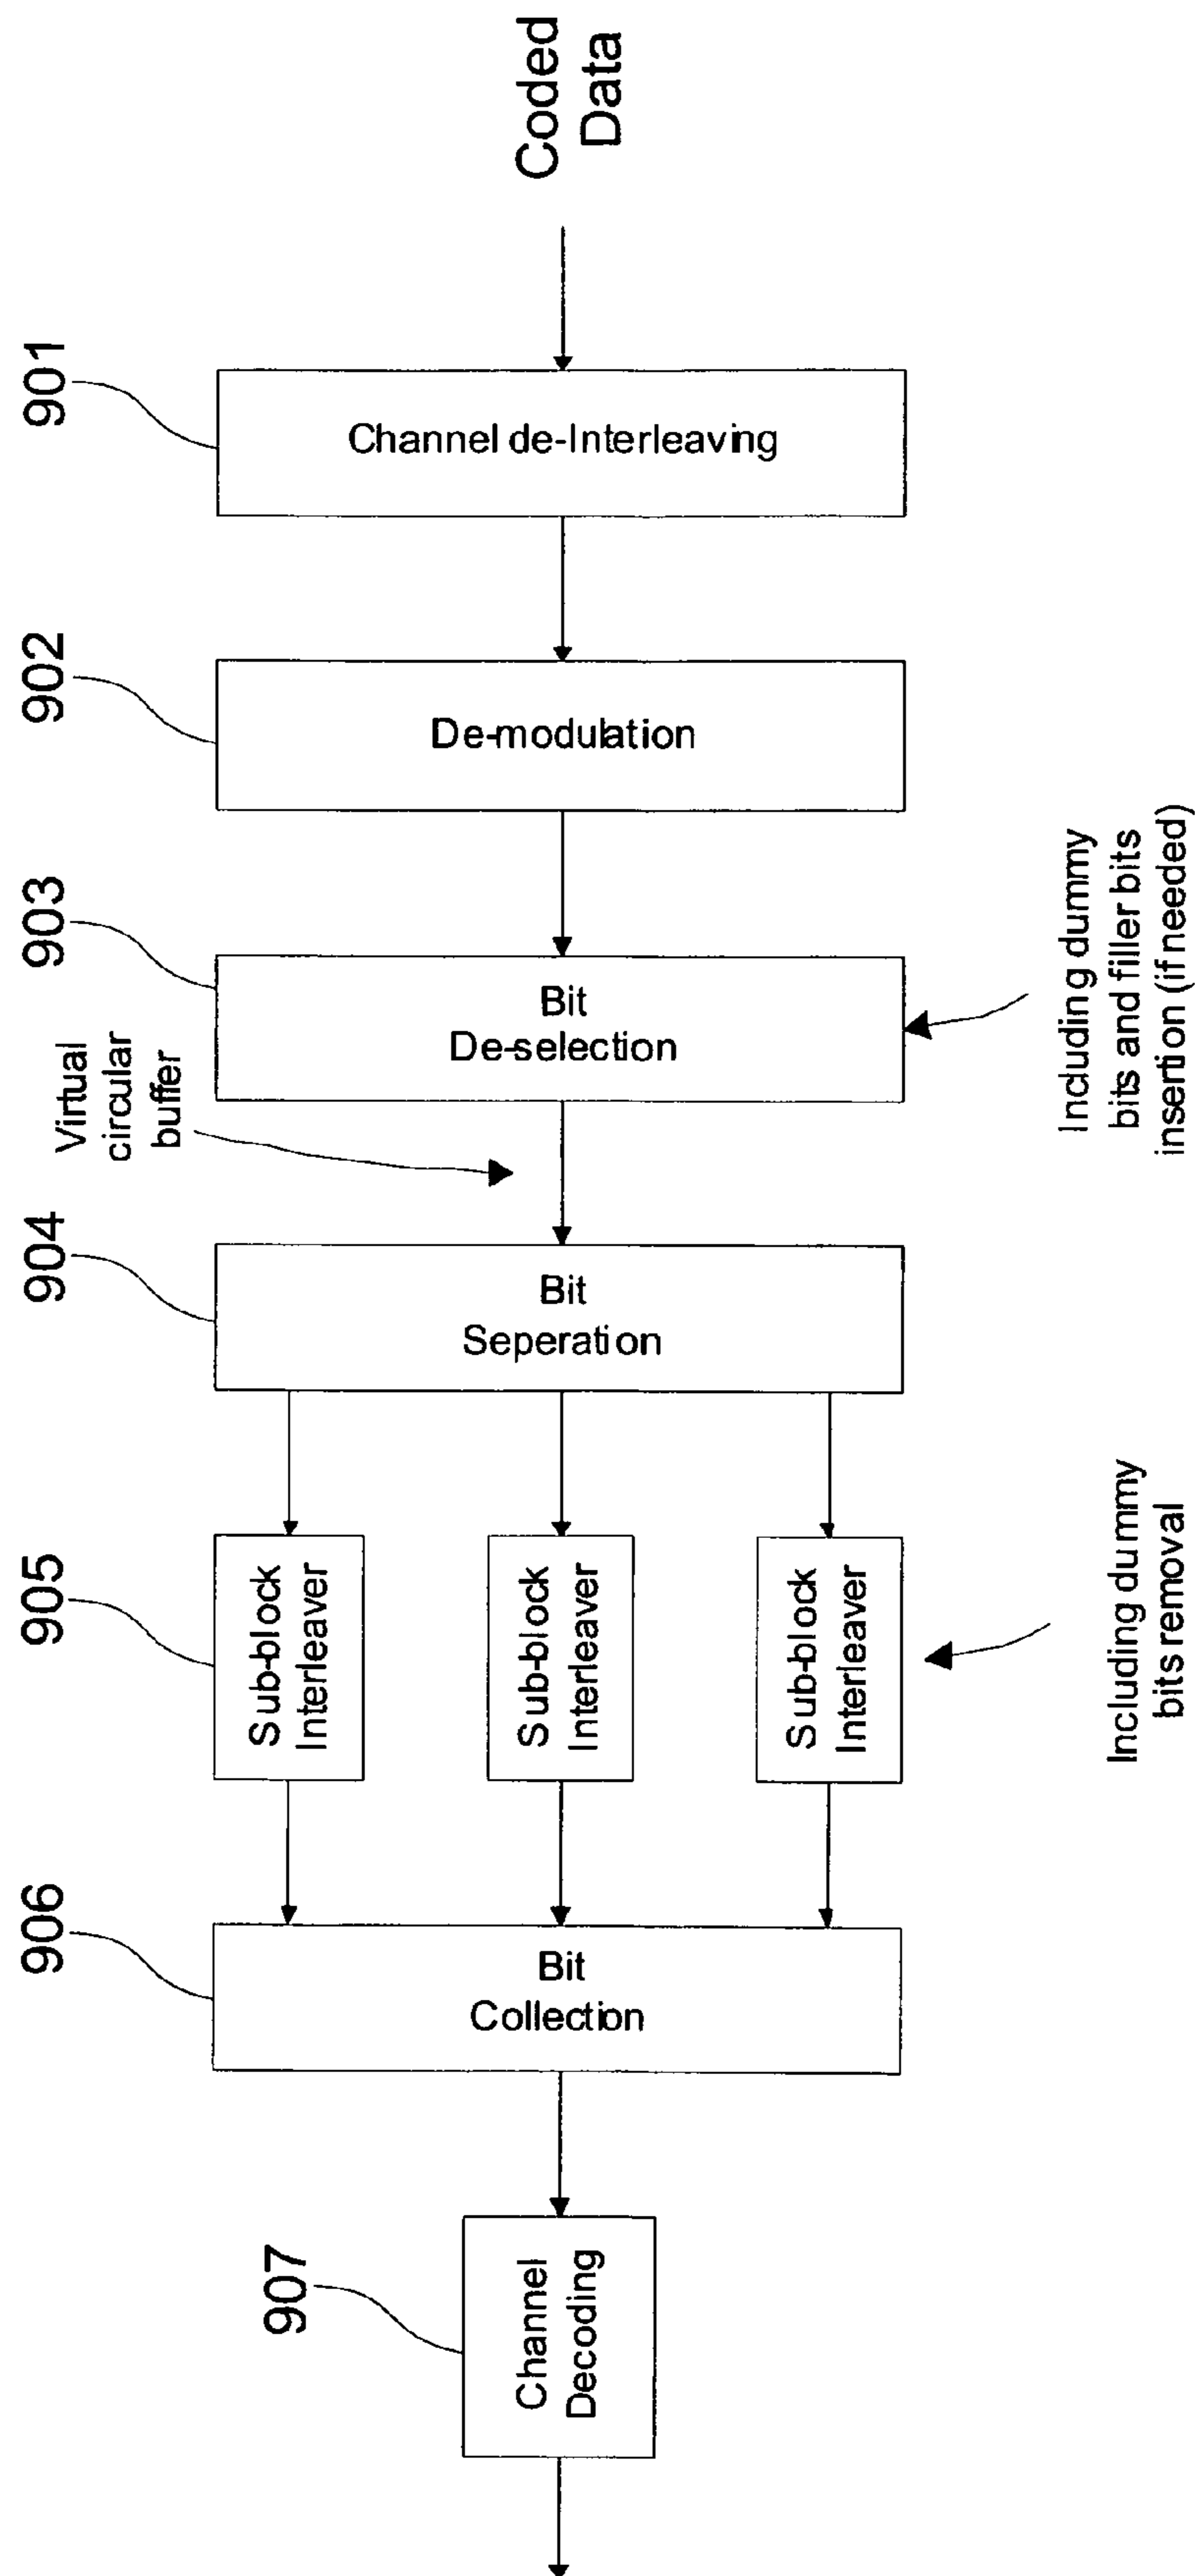 Coded
Data
901
Channel de-Interleaving
902
De-modulation
903
Bit
De-selection
Including dummy
bits and filler bits
insertion (if needed)
Virtual
circular
buffer
904
Bit
Seperation
905
Sub-block
Interleaver
Sub-block
Interleaver
Sub-block
Interleaver
Including dummy
bits removal
906
Bit
Collection
907
Channel
Decoding